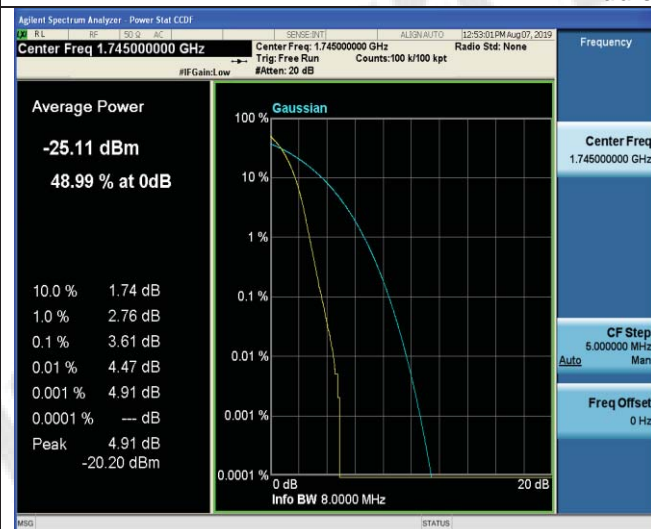 Agilent Spectrum Analyzer - Power Stat CCDF
RL RF 50 Ω AC SENSE:INT ALIGN AUTO 12:53:01PM Aug 07, 2019
Center Freq 1.745000000 GHz
Center Freq: 1.745000000 GHz Radio Std: None
Trig: Free Run Counts:100 k/100 kpt
#IFGain:Low #Atten: 20 dB
Frequency
Average Power
-25.11 dBm
48.99 % at 0dB
10.0 % 1.74 dB
1.0 % 2.76 dB
0.1 % 3.61 dB
0.01 % 4.47 dB
0.001 % 4.91 dB
0.0001 % --- dB
Peak 4.91 dB
-20.20 dBm
Gaussian
100 %
10 %
1 %
0.1 %
0.01 %
0.001 %
0.0001 %
0 dB 20 dB
Info BW 8.0000 MHz
Center Freq
1.745000000 GHz
CF Step
5.000000 MHz
Auto Man
Freq Offset
0 Hz
MSG STATUS